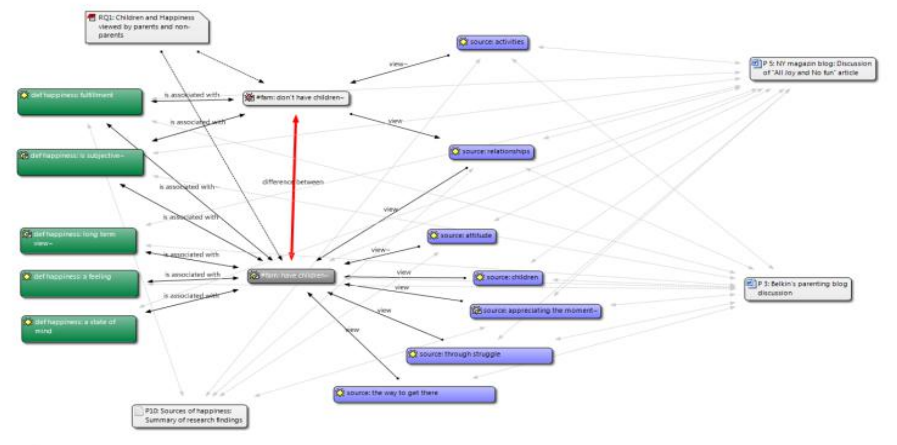 RQ1: Children and Happiness
viewed by parents and non-
parents
source: activities
view~
P 5: NY magazin blog: Discussion
of "All Joy and No fun" article
def happiness fulfillment
is associated with
#fam: don't have children~
is associated with
view
def happiness: is subjective~
source: relationships
difference between
is associated with~
view
is associated with
def happiness: long term
view~
source: attitude
view~
is associated with
def happiness: a feeling
is associated with
#fam: have children~
view
source: children
P 3: Belkin's parenting blog
discussion
view
is associated with
source: appreciating the moment~
def happiness: a state of
mind
view
view
source: through struggle
source: the way to get there
P10: Sources of happiness:
Summary of research findings